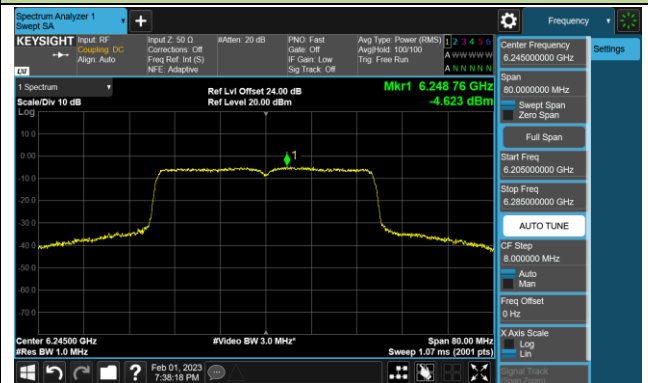 Spectrum Analyzer 1
Swept SA
Frequency
KEYSIGHT
Input: RF
Coupling: DC
Align: Auto
Input Z: 50 Ω
Corrections: Off
Freq Ref: Int (S)
NFE: Adaptive
#Atten: 20 dB
PNO: Fast
Gate: Off
IF Gain: Low
Sig Track: Off
Avg Type: Power (RMS)
Avg|Hold: 100/100
Trig: Free Run
1 2 3 4 5 6
A W W W W W
A N N N N N
LXI
1 Spectrum
Scale/Div 10 dB
Log
Ref Lvl Offset 24.00 dB
Ref Level 20.00 dBm
Mkr1 6.248 76 GHz
-4.623 dBm
10.0
0.00
-10.0
-20.0
-30.0
-40.0
-50.0
-60.0
-70.0
1
Center 6.24500 GHz
#Res BW 1.0 MHz
#Video BW 3.0 MHz*
Span 80.00 MHz
Sweep 1.07 ms (2001 pts)
Feb 01, 2023
7:38:18 PM
Center Frequency
6.245000000 GHz
Settings
Span
80.0000000 MHz
Swept Span
Zero Span
Full Span
Start Freq
6.205000000 GHz
Stop Freq
6.285000000 GHz
AUTO TUNE
CF Step
8.000000 MHz
Auto
Man
Freq Offset
0 Hz
X Axis Scale
Log
Lin
Signal Track
(Span Zoom)